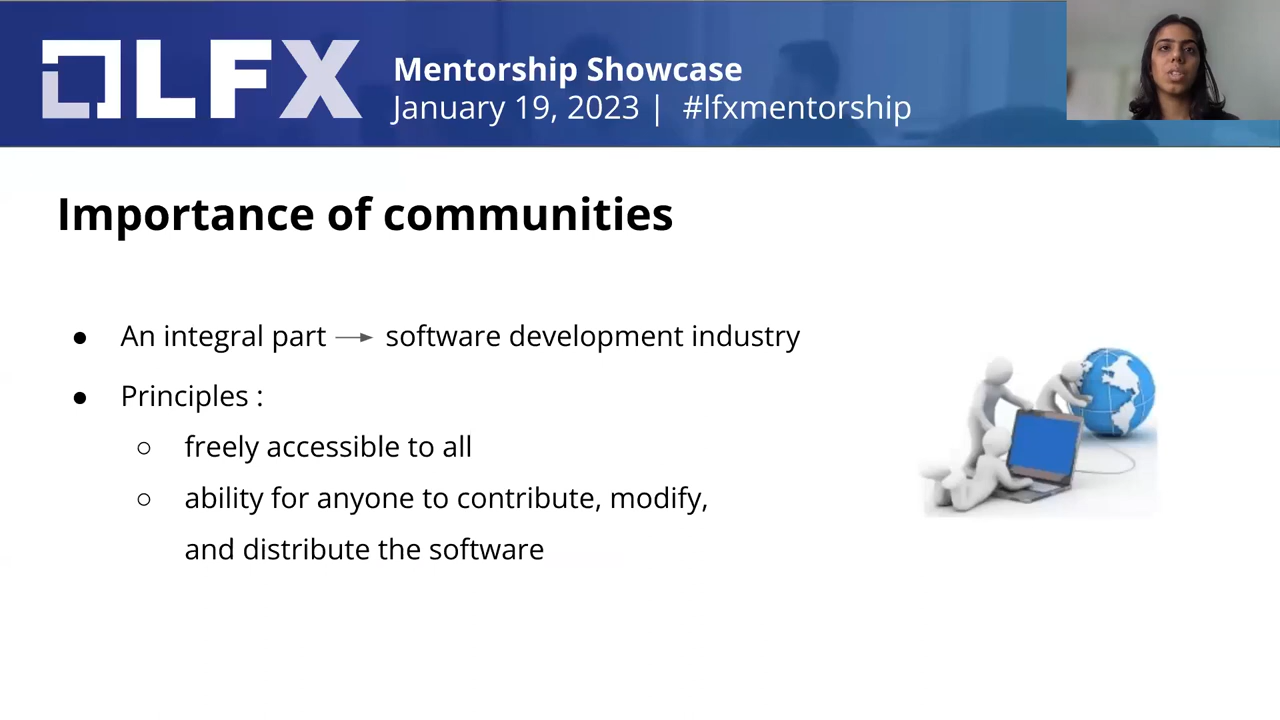 LFX
Mentorship Showcase
January 19, 2023 | #lfxmentorship
Importance of communities
● An integral part → software development industry
● Principles :
○ freely accessible to all
○ ability for anyone to contribute, modify,
and distribute the software